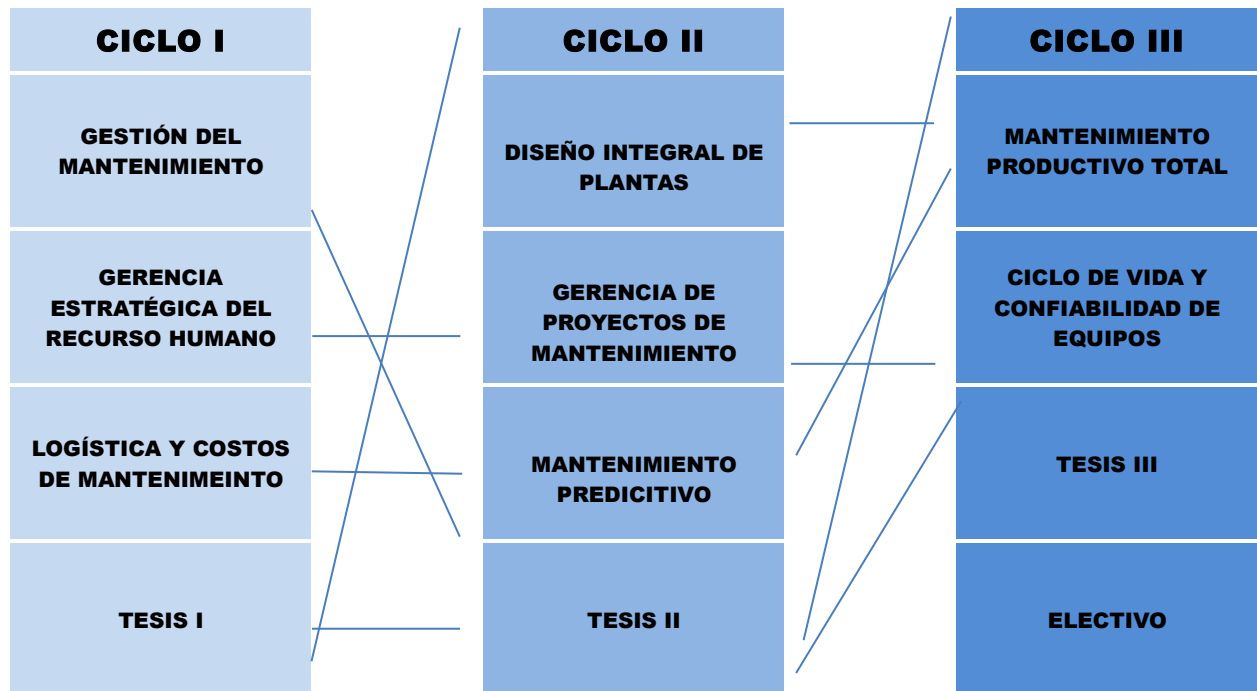 CICLO I
GESTIÓN DEL
MANTENIMIENTO
GERENCIA
ESTRATÉGICA DEL
RECURSO HUMANO
LOGÍSTICA Y COSTOS
DE MANTENIMEINTO
TESIS I
CICLO II
DISEÑO INTEGRAL DE
PLANTAS
GERENCIA DE
PROYECTOS DE
MANTENIMIENTO
MANTENIMIENTO
PREDICITIVO
TESIS II
CICLO III
MANTENIMIENTO
PRODUCTIVO TOTAL
CICLO DE VIDA Y
CONFIABILIDAD DE
EQUIPOS
TESIS III
ELECTIVO